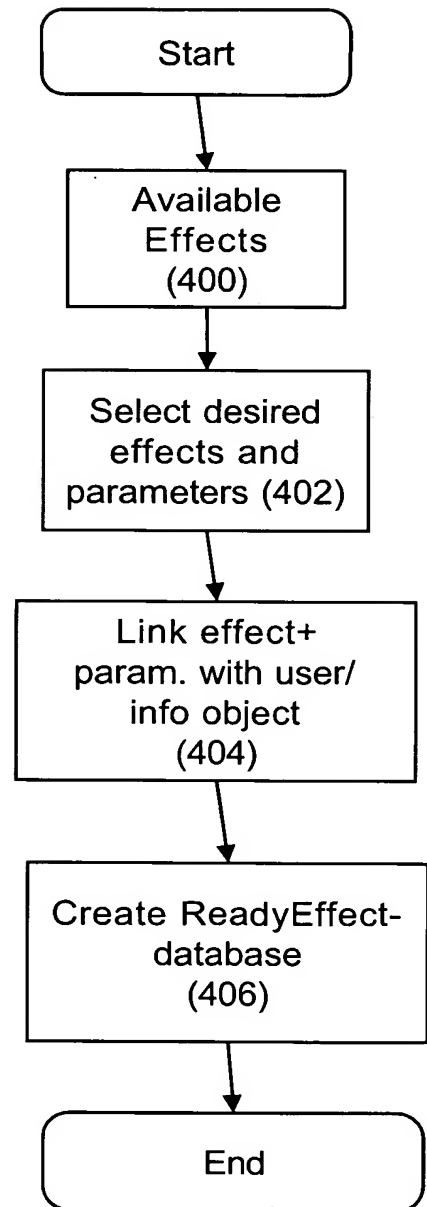 Start
Available
Effects
(400)
Select desired
effects and
parameters (402)
Link effect+
param. with user/
info object
(404)
Create ReadyEffect-
database
(406)
End